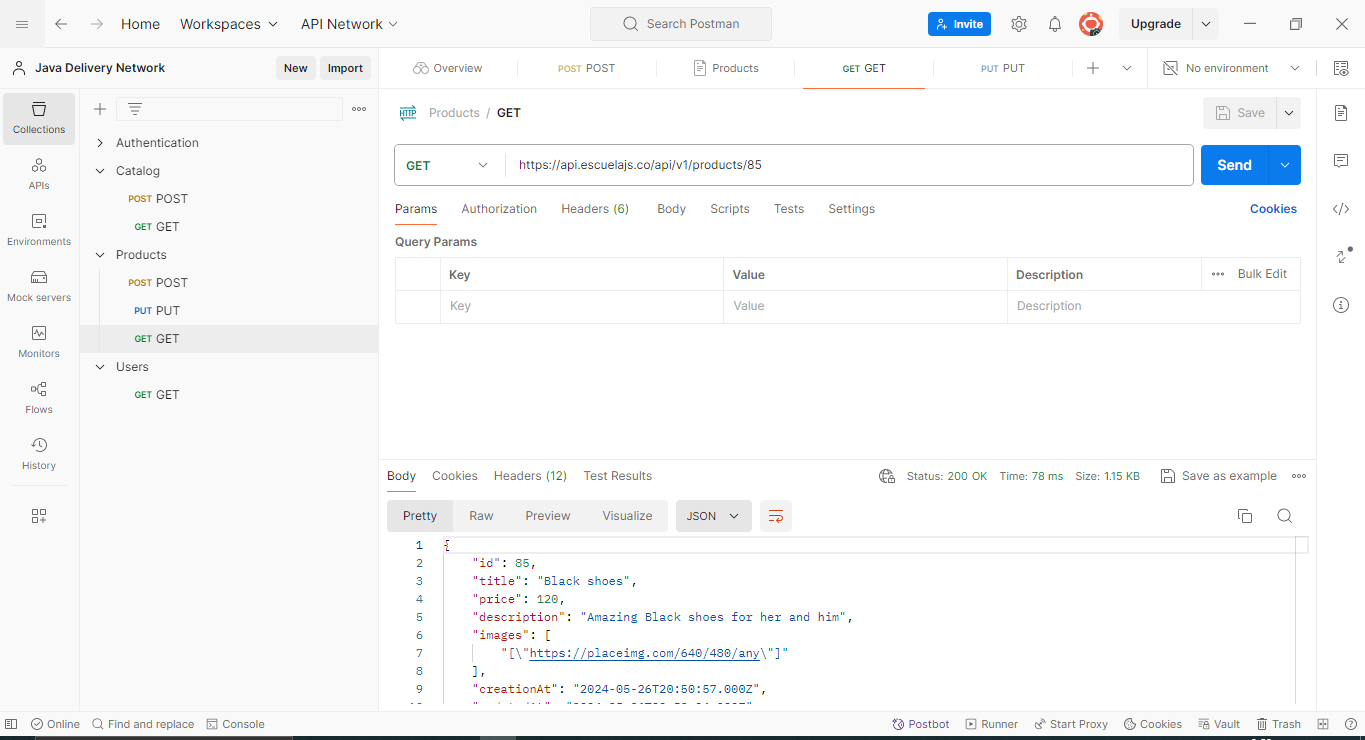 Home Workspaces API Network Search Postman Invite Upgrade
Java Delivery Network New Import Overview POST POST Products GET GET PUT PUT No environment
Collections
APIs
Environments
Mock servers
Monitors
Flows
History
Authentication
Catalog
POST POST
GET GET
Products
POST POST
PUT PUT
GET GET
Users
GET GET
HTTP Products / GET Save
GET https://api.escuelajs.co/api/v1/products/85 Send
Params Authorization Headers (6) Body Scripts Tests Settings Cookies
Query Params
Key Value Description Bulk Edit
Key Value Description
Body Cookies Headers (12) Test Results Status: 200 OK Time: 78 ms Size: 1.15 KB Save as example
Pretty Raw Preview Visualize JSON
1 {
2 "id": 85,
3 "title": "Black shoes",
4 "price": 120,
5 "description": "Amazing Black shoes for her and him",
6 "images": [
7 "[\"https://placeimg.com/640/480/any\"]"
8 ],
9 "creationAt": "2024-05-26T20:50:57.000Z",
Online Find and replace Console Postbot Runner Start Proxy Cookies Vault Trash